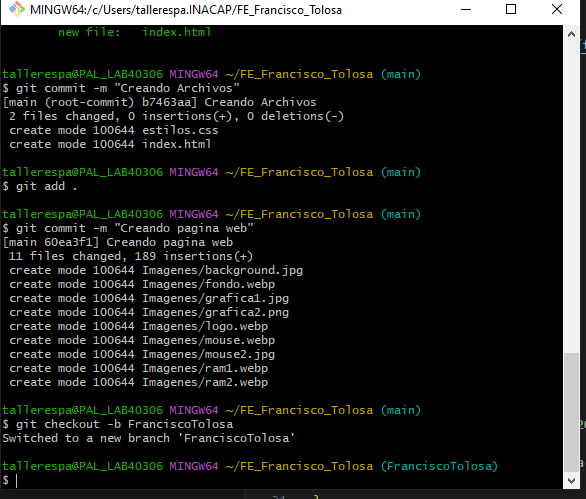 MINGW64:/c/Users/tallerespa.INACAP/FE_Francisco_Tolosa
new file:   index.html
tallerespa@PAL_LAB40306 MINGW64 ~/FE_Francisco_Tolosa (main)
$ git commit -m "Creando Archivos"
[main (root-commit) b7463aa] Creando Archivos
 2 files changed, 0 insertions(+), 0 deletions(-)
 create mode 100644 estilos.css
 create mode 100644 index.html
tallerespa@PAL_LAB40306 MINGW64 ~/FE_Francisco_Tolosa (main)
$ git add .
tallerespa@PAL_LAB40306 MINGW64 ~/FE_Francisco_Tolosa (main)
$ git commit -m "Creando pagina web"
[main 60ea3f1] Creando pagina web
 11 files changed, 189 insertions(+)
 create mode 100644 Imagenes/background.jpg
 create mode 100644 Imagenes/fondo.webp
 create mode 100644 Imagenes/grafica1.jpg
 create mode 100644 Imagenes/grafica2.png
 create mode 100644 Imagenes/logo.webp
 create mode 100644 Imagenes/mouse.webp
 create mode 100644 Imagenes/mouse2.jpg
 create mode 100644 Imagenes/ram1.webp
 create mode 100644 Imagenes/ram2.webp
tallerespa@PAL_LAB40306 MINGW64 ~/FE_Francisco_Tolosa (main)
$ git checkout -b FranciscoTolosa
Switched to a new branch 'FranciscoTolosa'
tallerespa@PAL_LAB40306 MINGW64 ~/FE_Francisco_Tolosa (FranciscoTolosa)
$